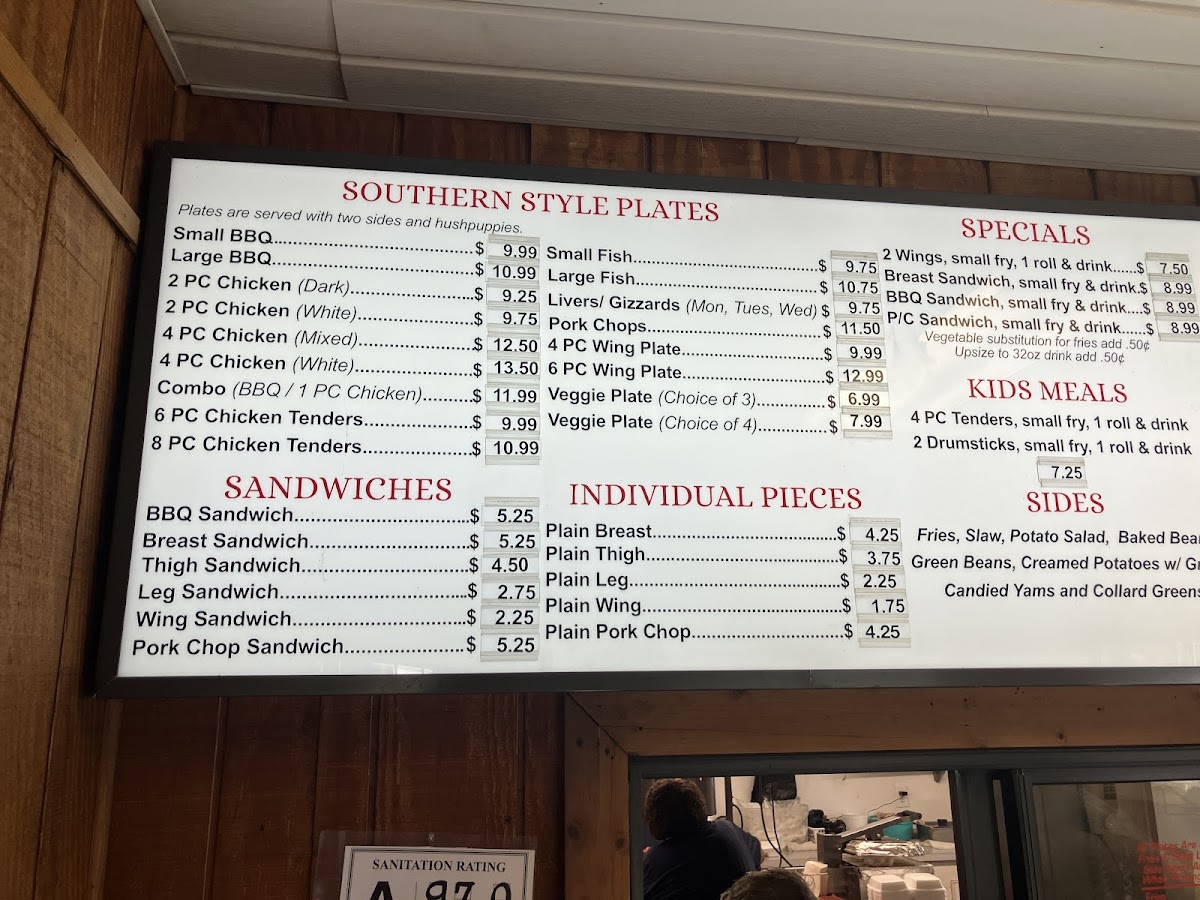 SOUTHERN STYLE PLATES
Plates are served with two sides and hushpuppies.
Small BBQ........$ 9.99
Large BBQ........$ 10.99
2 PC Chicken (Dark)........$ 9.25
2 PC Chicken (White)........$ 9.75
4 PC Chicken (Mixed)........$ 12.50
4 PC Chicken (White)........$ 13.50
Combo (BBQ / 1 PC Chicken)........$ 11.99
6 PC Chicken Tenders........$ 9.99
8 PC Chicken Tenders........$ 10.99
Small Fish........$ 9.75
Large Fish........$ 10.75
Livers/ Gizzards (Mon, Tues, Wed) $ 9.75
Pork Chops........$ 11.50
4 PC Wing Plate........$ 9.99
6 PC Wing Plate........$ 12.99
Veggie Plate (Choice of 3)........$ 6.99
Veggie Plate (Choice of 4)........$ 7.99
SPECIALS
2 Wings, small fry, 1 roll & drink......$ 7.50
Breast Sandwich, small fry & drink.$ 8.99
BBQ Sandwich, small fry & drink....$ 8.99
P/C Sandwich, small fry & drink.....$ 8.99
Vegetable substitution for fries add .50¢
Upsize to 32oz drink add .50¢
KIDS MEALS
4 PC Tenders, small fry, 1 roll & drink
2 Drumsticks, small fry, 1 roll & drink
7.25
SANDWICHES
BBQ Sandwich........$ 5.25
Breast Sandwich........$ 5.25
Thigh Sandwich........$ 4.50
Leg Sandwich........$ 2.75
Wing Sandwich........$ 2.25
Pork Chop Sandwich........$ 5.25
INDIVIDUAL PIECES
Plain Breast........$ 4.25
Plain Thigh........$ 3.75
Plain Leg........$ 2.25
Plain Wing........$ 1.75
Plain Pork Chop........$ 4.25
SIDES
Fries, Slaw, Potato Salad, Baked Bea
Green Beans, Creamed Potatoes w/ Gr
Candied Yams and Collard Greens
SANITATION RATING
A 97.0